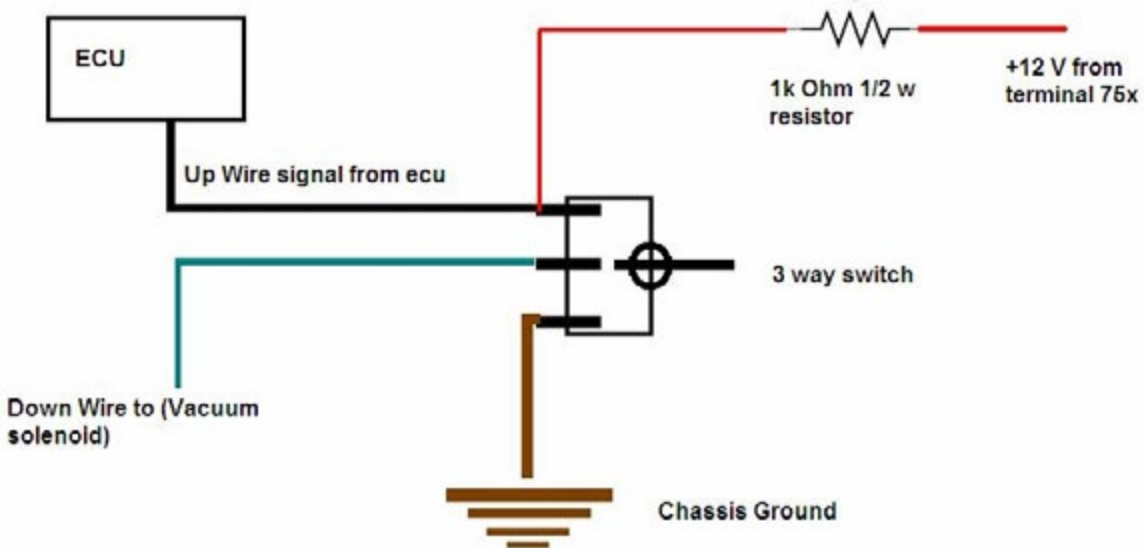 ECU
1k Ohm 1/2 w
resistor
+12 V from
terminal 75x
Up Wire signal from ecu
3 way switch
Down Wire to (Vacuum
solenoid)
Chassis Ground